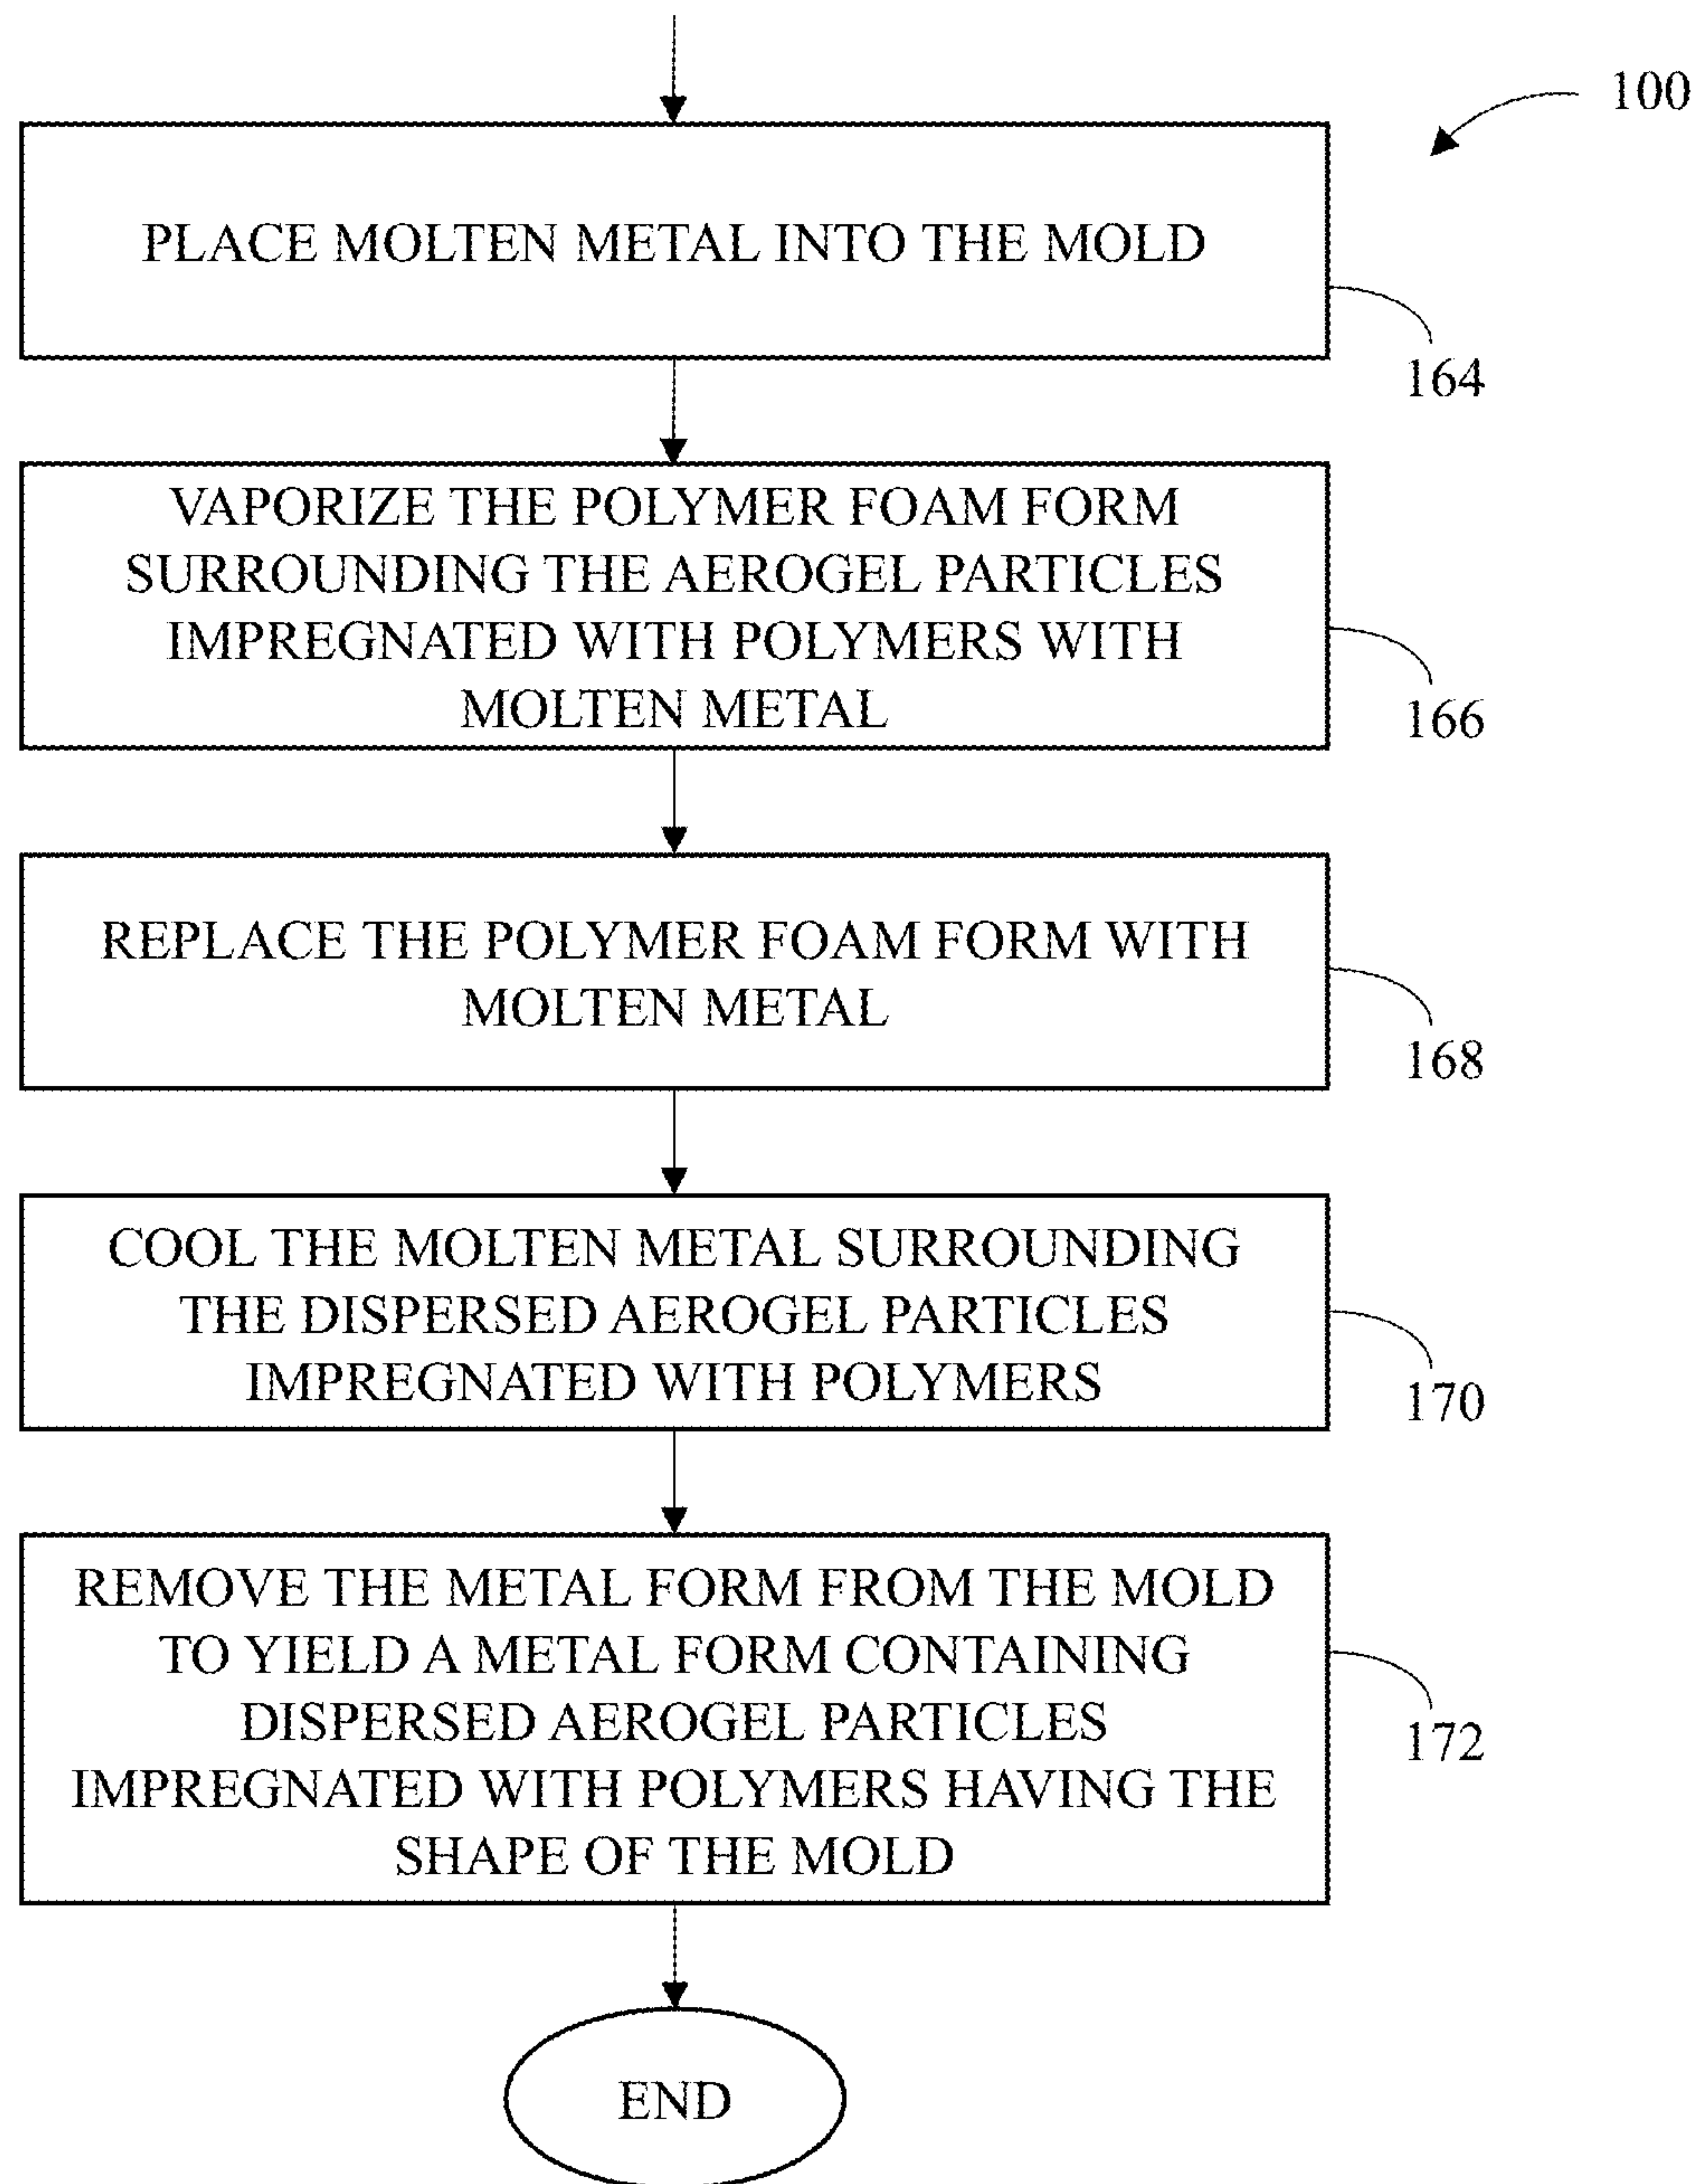 100
PLACE MOLTEN METAL INTO THE MOLD
164
VAPORIZE THE POLYMER FOAM FORM
SURROUNDING THE AEROGEL PARTICLES
IMPREGNATED WITH POLYMERS WITH
MOLTEN METAL
166
REPLACE THE POLYMER FOAM FORM WITH
MOLTEN METAL
168
COOL THE MOLTEN METAL SURROUNDING
THE DISPERSED AEROGEL PARTICLES
IMPREGNATED WITH POLYMERS
170
REMOVE THE METAL FORM FROM THE MOLD
TO YIELD A METAL FORM CONTAINING
DISPERSED AEROGEL PARTICLES
IMPREGNATED WITH POLYMERS HAVING THE
SHAPE OF THE MOLD
172
END